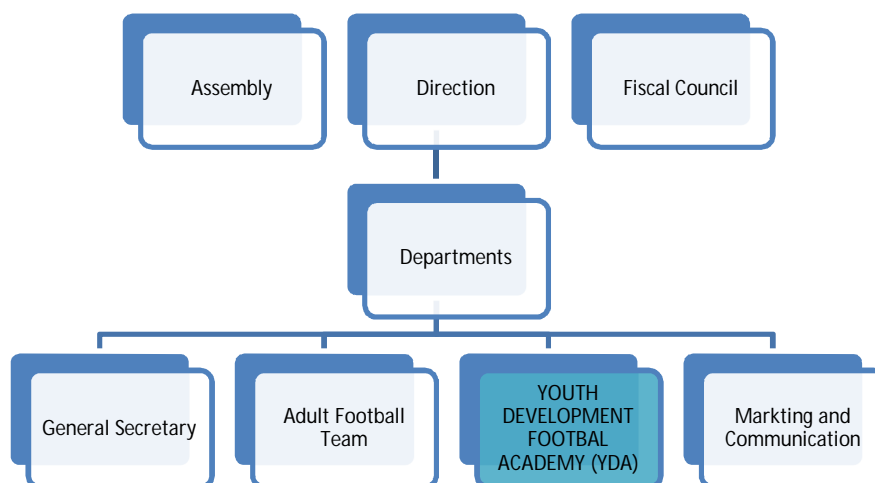 Assembly
Direction
Fiscal Council
Departments
General Secretary
Adult Football
Team
YOUTH
DEVELOPMENT
FOOTBAL
ACADEMY (YDA)
Markting and
Communication